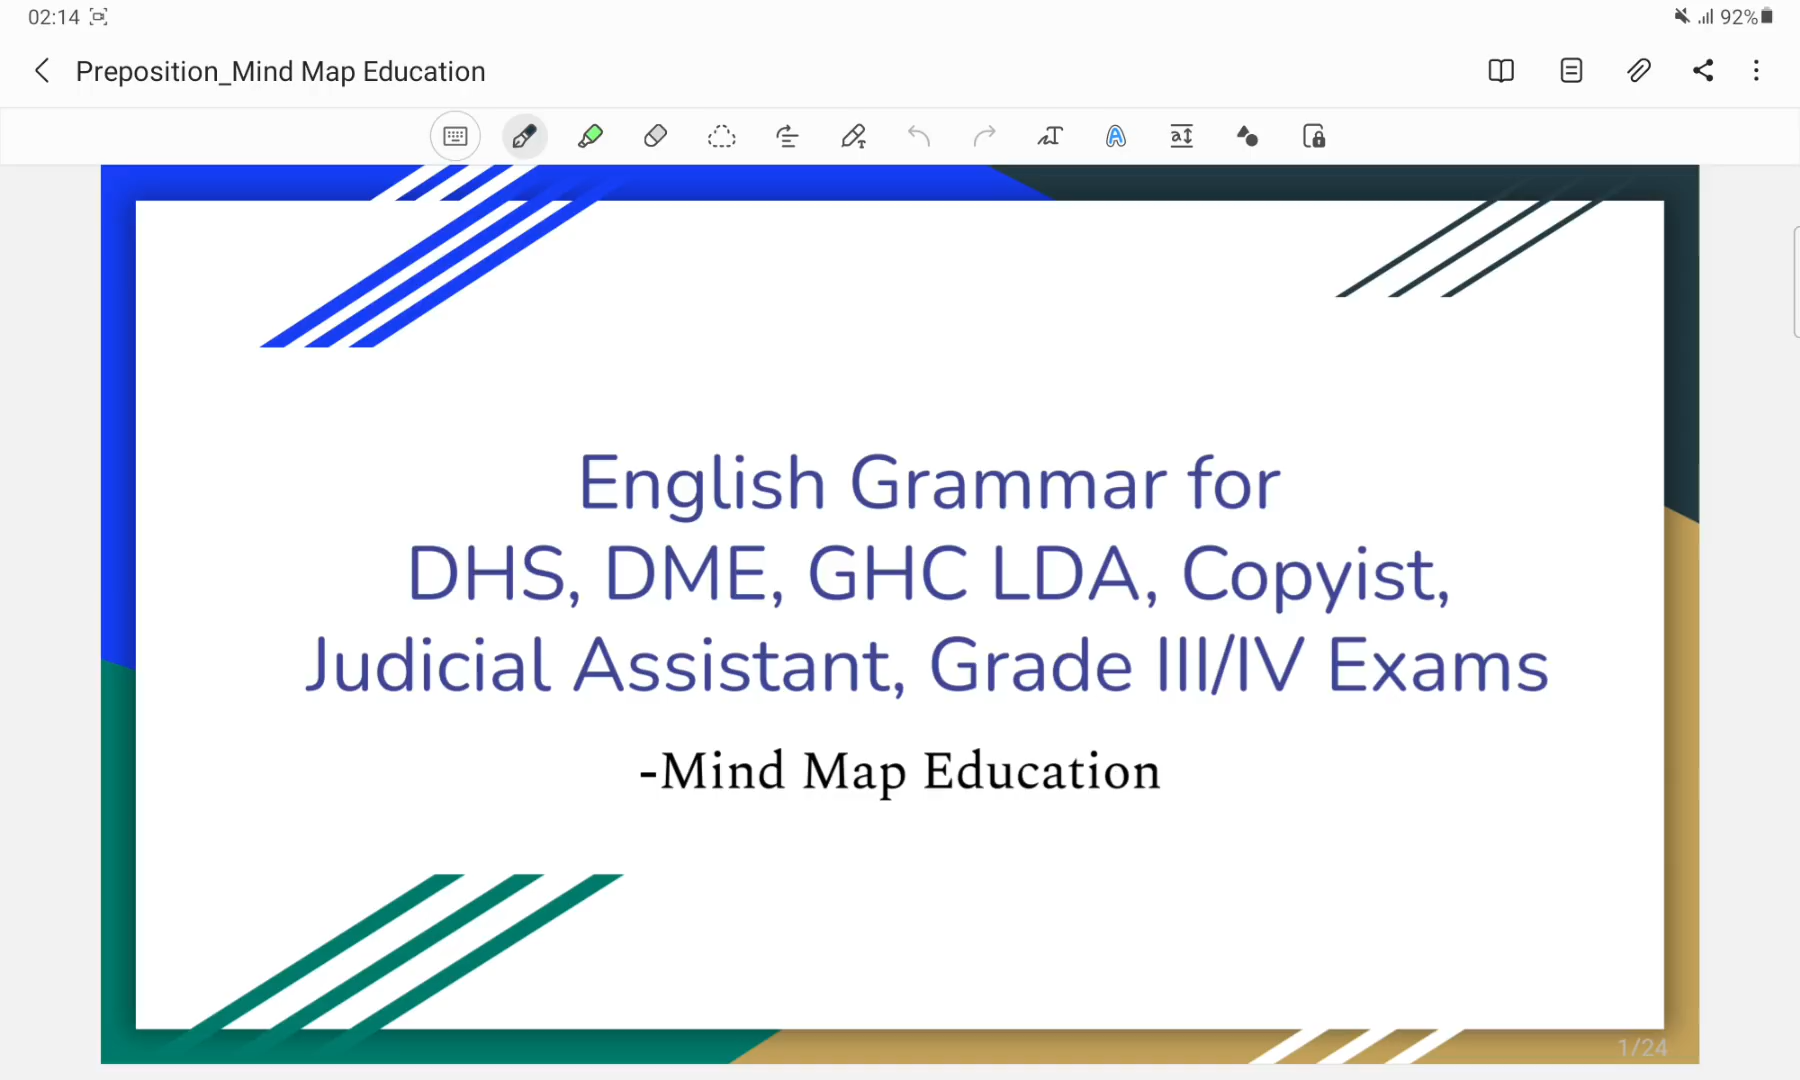 02:14
92%
Preposition_Mind Map Education
English Grammar for
DHS, DME, GHC LDA, Copyist,
Judicial Assistant, Grade III/IV Exams
-Mind Map Education
1/24